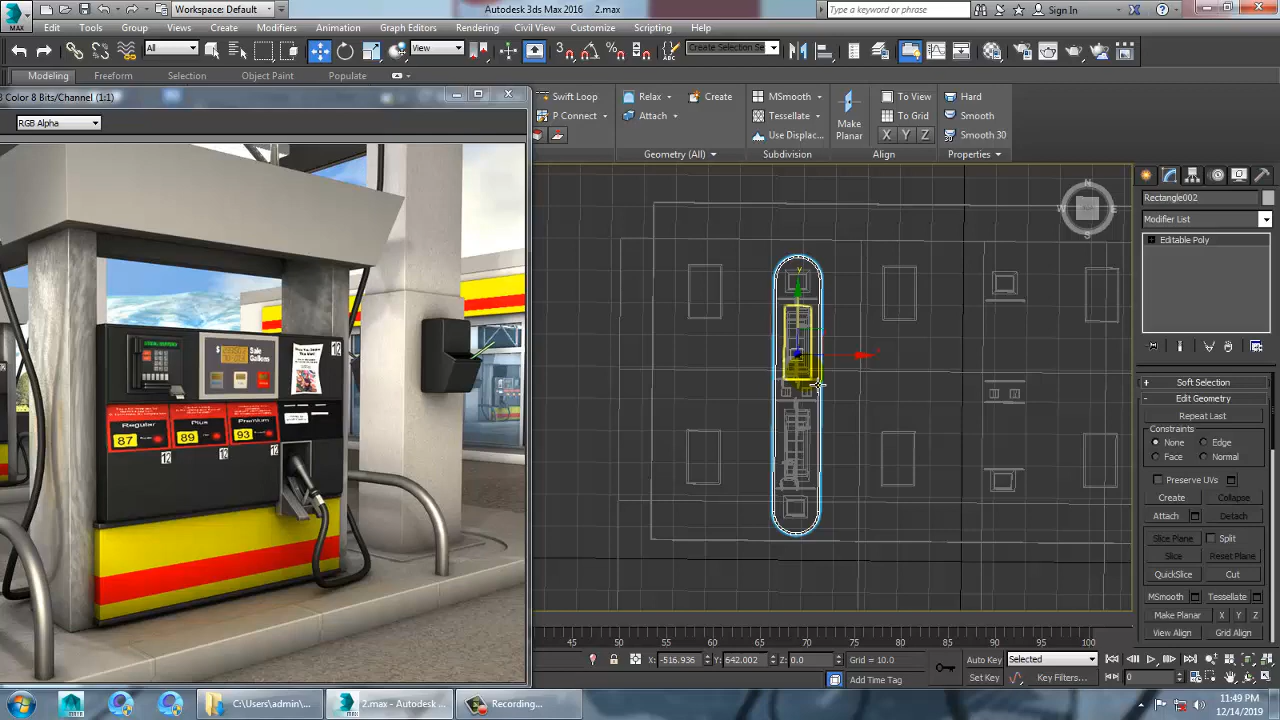 Workspace: Default
Autodesk 3ds Max 2016    2.max
Type a keyword or phrase
Sign In
MAX
Edit Tools Group Views Create Modifiers Animation Graph Editors Rendering Civil View Customize Scripting Help
All
View
Create Selection Se
Modeling Freeform Selection Object Paint Populate
Color 8 Bits/Channel (1:1)
RGB Alpha
Swift Loop
P Connect
Relax
Create
Attach
Geometry (All)
MSmooth
Tessellate
Use Displac...
Subdivision
Make Planar
To View
To Grid
X Y Z
Align
Hard
Smooth
Smooth 30
Properties
N
W
E
S
Rectangle002
Modifier List
Editable Poly
Soft Selection
Edit Geometry
Repeat Last
Constraints
None
Edge
Face
Normal
Preserve UVs
Create
Collapse
Attach
Detach
Slice Plane
Split
Slice
Reset Plane
QuickSlice
Cut
MSmooth
Tessellate
Make Planar
X Y Z
View Align
Grid Align
Sale
Gallons
12
Regular
87
Plus
89
Premium
93
12
12
12
45 50 55 60 65 70 75 80 85 90 95 100
X: -516.936
Y: 642.002
Z: 0.0
Grid = 10.0
Add Time Tag
Auto Key
Selected
Set Key
Key Filters...
0
C:\Users\admin\...
2.max - Autodesk ...
Recording...
11:49 PM
12/14/2019